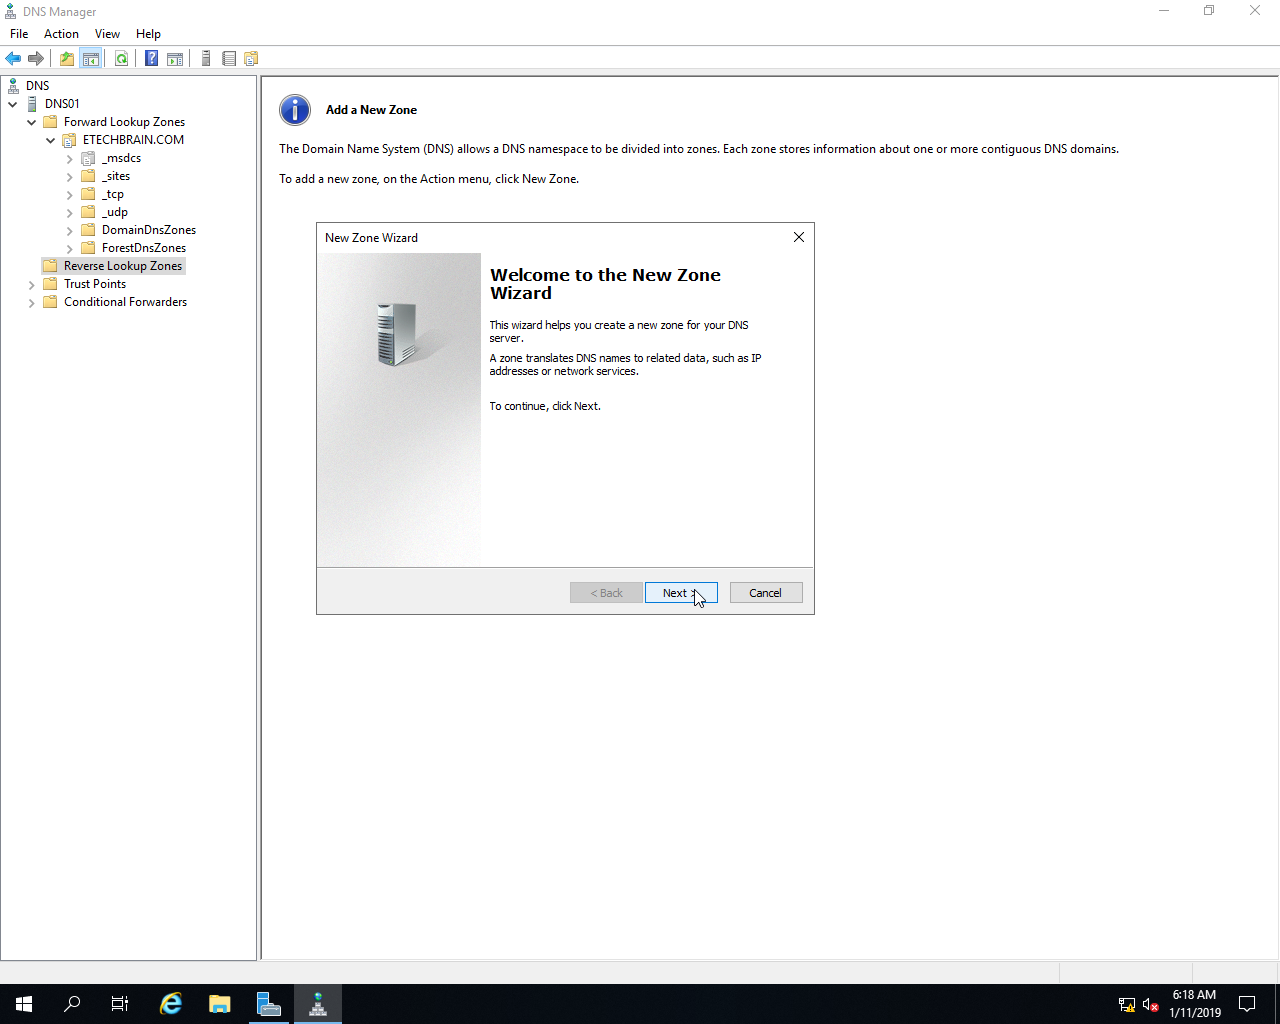 DNS Manager
File Action View Help
DNS
DNS01
Forward Lookup Zones
ETECHBRAIN.COM
_msdcs
_sites
_tcp
_udp
DomainDnsZones
ForestDnsZones
Reverse Lookup Zones
Trust Points
Conditional Forwarders
Add a New Zone
The Domain Name System (DNS) allows a DNS namespace to be divided into zones. Each zone stores information about one or more contiguous DNS domains.
To add a new zone, on the Action menu, click New Zone.
New Zone Wizard
Welcome to the New Zone
Wizard
This wizard helps you create a new zone for your DNS
server.
A zone translates DNS names to related data, such as IP
addresses or network services.
To continue, click Next.
< Back Next > Cancel
6:18 AM
1/11/2019